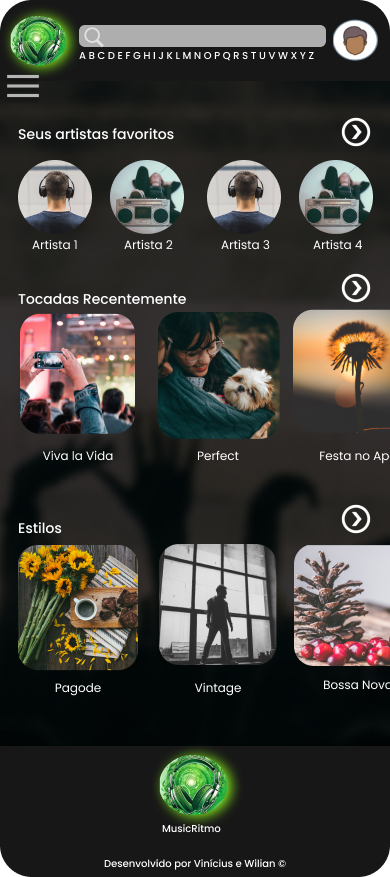 A B C D E F G H I J K L M N O P Q R S T U V W X Y Z
Seus artistas favoritos
Artista 1 Artista 2 Artista 3 Artista 4
Tocadas Recentemente
Viva la Vida Perfect Festa no Ap
Estilos
Pagode Vintage Bossa Nova
MusicRitmo
Desenvolvido por Vinícius e Wilian ©